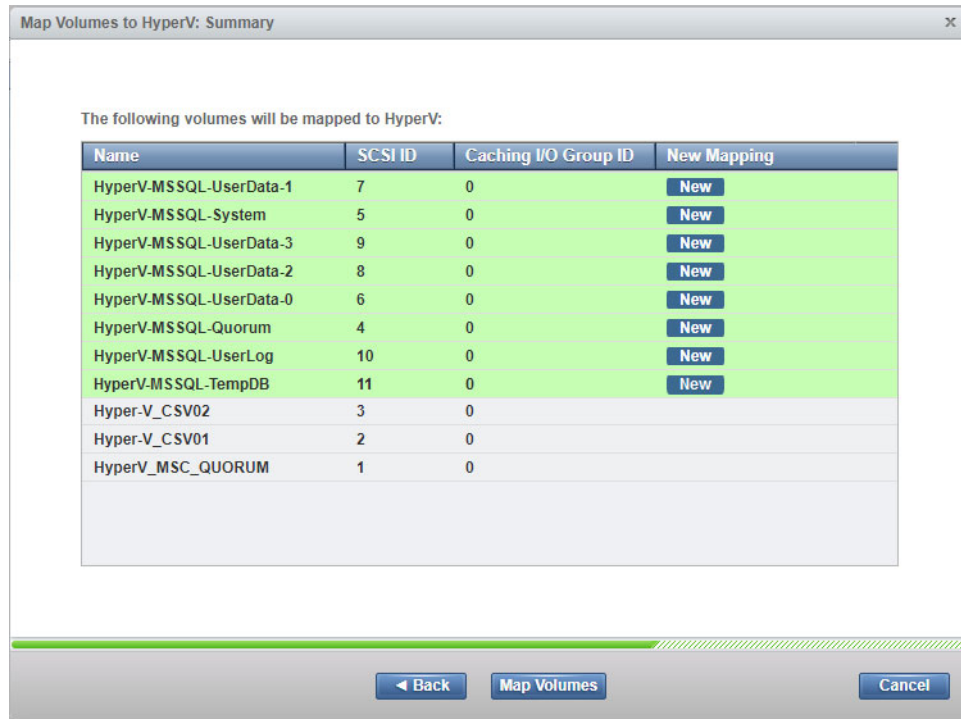 Map Volumes to HyperV: Summary x
The following volumes will be mapped to HyperV:
Name SCSI ID Caching I/O Group ID New Mapping
HyperV-MSSQL-UserData-1 7 0 New
HyperV-MSSQL-System 5 0 New
HyperV-MSSQL-UserData-3 9 0 New
HyperV-MSSQL-UserData-2 8 0 New
HyperV-MSSQL-UserData-0 6 0 New
HyperV-MSSQL-Quorum 4 0 New
HyperV-MSSQL-UserLog 10 0 New
HyperV-MSSQL-TempDB 11 0 New
Hyper-V_CSV02 3 0
Hyper-V_CSV01 2 0
HyperV_MSC_QUORUM 1 0
◄ Back Map Volumes Cancel